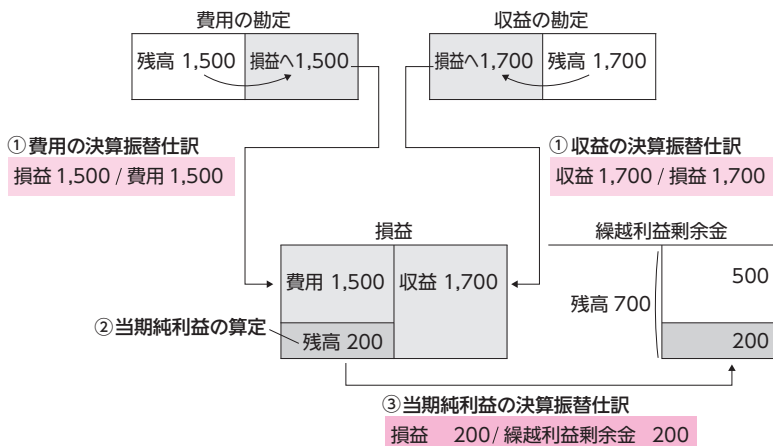 費用の勘定
収益の勘定
残高 1,500
損益へ1,500
損益へ1,700
残高 1,700
①費用の決算振替仕訳
損益 1,500 / 費用 1,500
①収益の決算振替仕訳
収益 1,700 / 損益 1,700
損益
繰越利益剰余金
費用 1,500
収益 1,700
500
残高 700
②当期純利益の算定
残高 200
200
③当期純利益の決算振替仕訳
損益 200 / 繰越利益剰余金 200